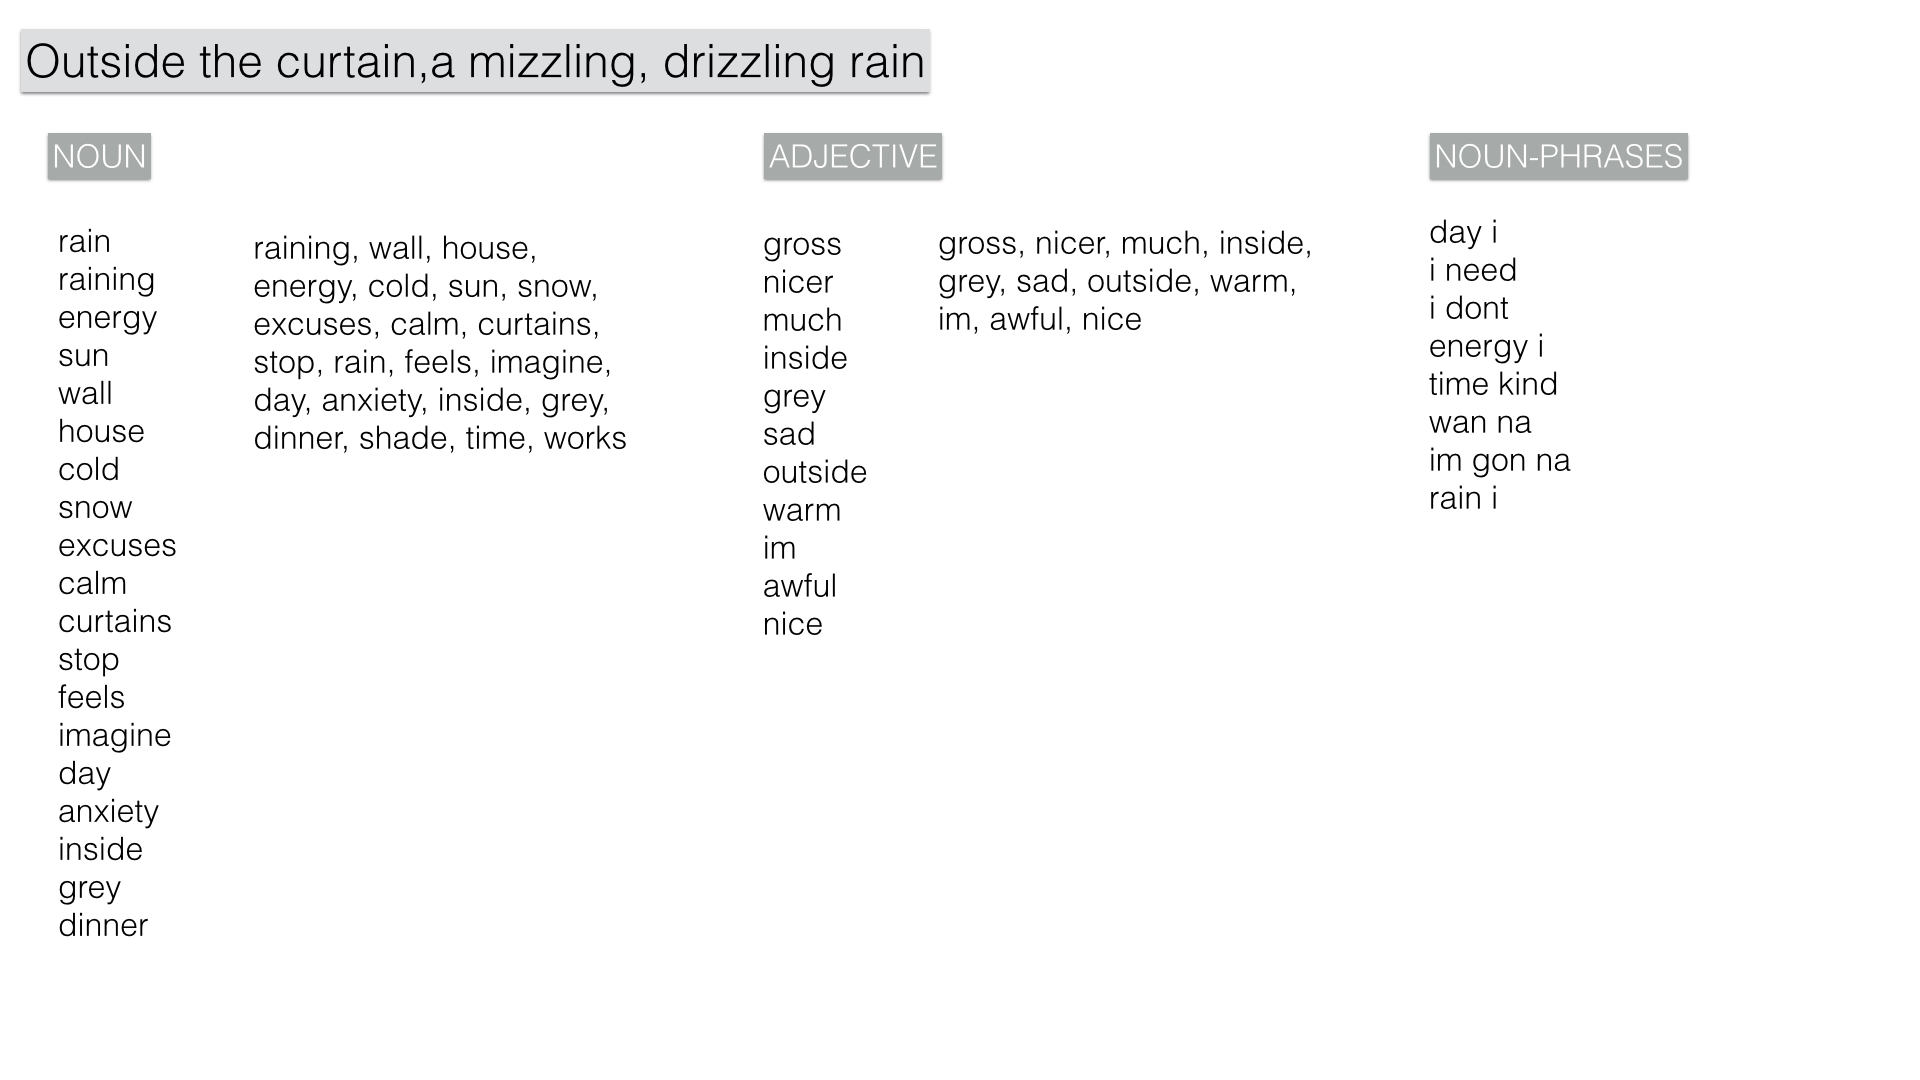 Outside the curtain,a mizzling, drizzling rain
NOUN
rain
raining
energy
sun
wall
house
cold
snow
excuses
calm
curtains
stop
feels
imagine
day
anxiety
inside
grey
dinner
raining, wall, house,
energy, cold, sun, snow,
excuses, calm, curtains,
stop, rain, feels, imagine,
day, anxiety, inside, grey,
dinner, shade, time, works
ADJECTIVE
gross
nicer
much
inside
grey
sad
outside
warm
im
awful
nice
gross, nicer, much, inside,
grey, sad, outside, warm,
im, awful, nice
NOUN-PHRASES
day i
i need
i dont
energy i
time kind
wan na
im gon na
rain i